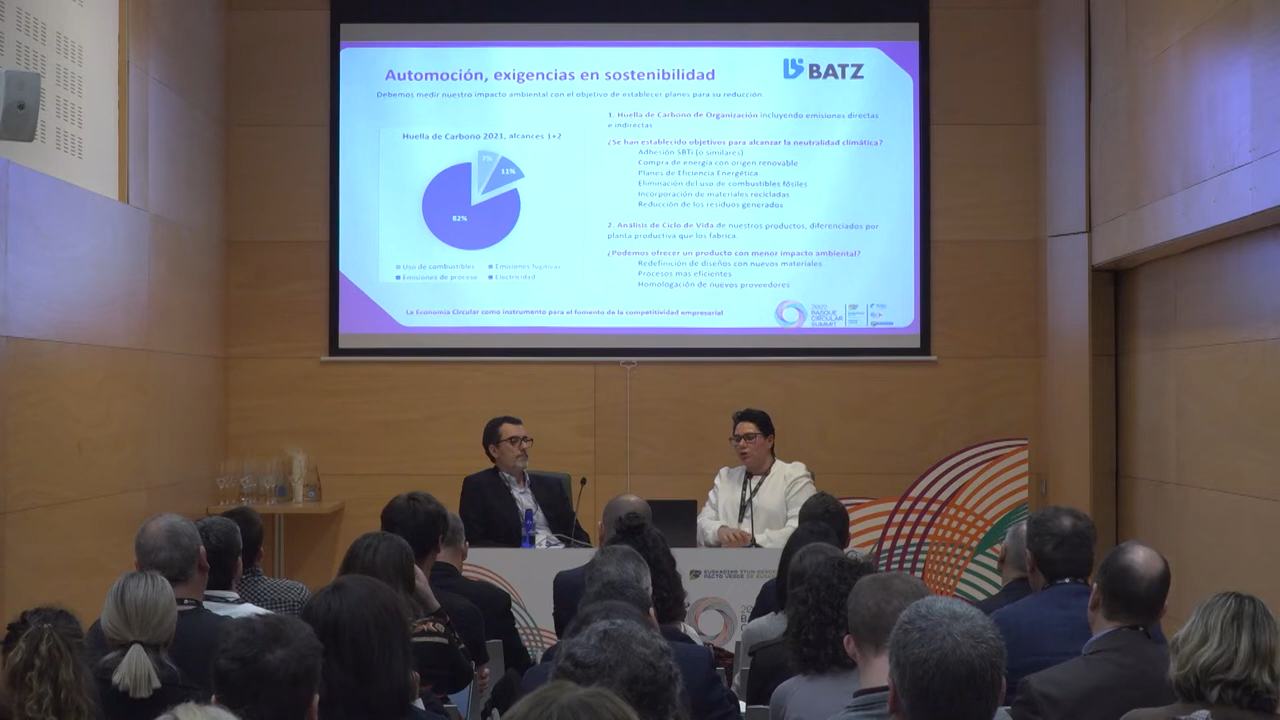 Automoción, exigencias en sostenibilidad
BATZ
Debemos medir nuestro impacto ambiental con el objetivo de establecer planes para su reducción.
Huella de Carbono 2021, alcances 1+2
7%
11%
82%
Uso de combustibles
Emisiones fugitivas
Emisiones de proceso
Electricidad
1. Huella de Carbono de Organización incluyendo emisiones directas
e indirectas
¿Se han establecido objetivos para alcanzar la neutralidad climática?
Adhesión SBTi (o similares)
Compra de energía con origen renovable
Planes de Eficiencia Energética
Eliminación del uso de combustibles fósiles
Incorporación de materiales recicladas
Reducción de los residuos generados
2. Análisis de Ciclo de Vida de nuestros productos, diferenciados por
planta productiva que los fabrica.
¿Podemos ofrecer un producto con menor impacto ambiental?
Redefinición de diseños con nuevos materiales
Procesos mas eficientes
Homologación de nuevos proveedores
La Economía Circular como instrumento para el fomento de la competitividad empresarial
BASQUE
CIRCULAR
SUMMIT
PACTO VERDE DE